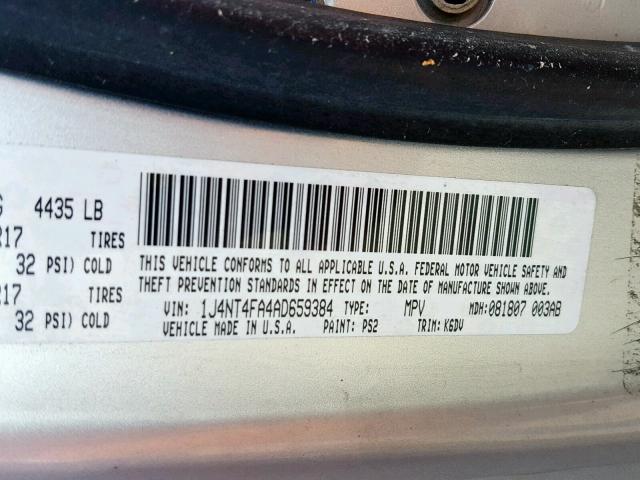 4435 LB
TIRES
32 PSI) COLD
TIRES
32 PSI) COLD
THIS VEHICLE CONFORMS TO ALL APPLICABLE U.S.A. FEDERAL MOTOR VEHICLE SAFETY AND
THEFT PREVENTION STANDARDS IN EFFECT ON THE DATE OF MANUFACTURE SHOWN ABOVE.
VIN: 1J4NT4FA4AD659384 TYPE: MPV MDH:081807 003AB
VEHICLE MADE IN U.S.A. PAINT: PS2 TRIM: K6DV